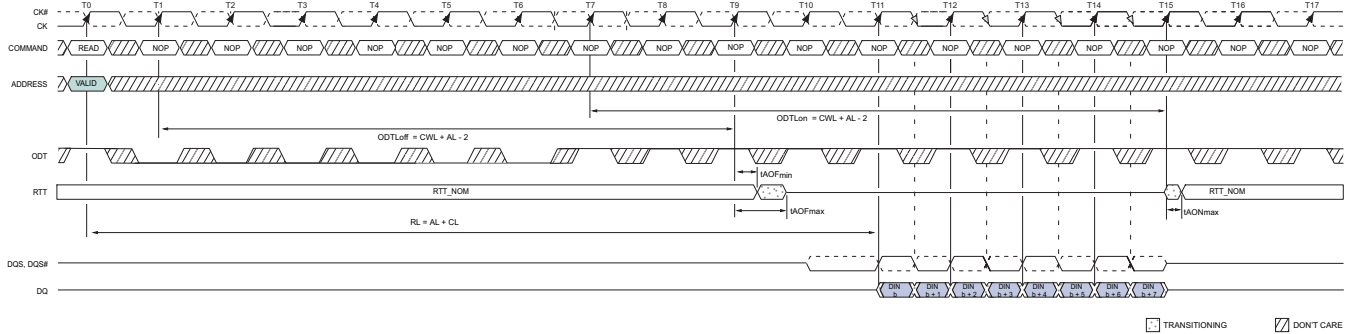 T0 T1 T2 T3 T4 T5 T6 T7 T8 T9 T10 T11 T12 T13 T14 T15 T16 T17
CK#
CK
COMMAND READ NOP NOP NOP NOP NOP NOP NOP NOP NOP NOP NOP NOP NOP NOP NOP NOP NOP
ADDRESS VALID
ODTLon = CWL + AL - 2
ODTLoff = CWL + AL - 2
ODT
tAOFmin
RTT RTT_NOM RTT_NOM
tAOFmax tAONmax
RL = AL + CL
DQS, DQS#
DQ DIN b DIN b + 1 DIN b + 2 DIN b + 3 DIN b + 4 DIN b + 5 DIN b + 6 DIN b + 7
TRANSITIONING DON'T CARE